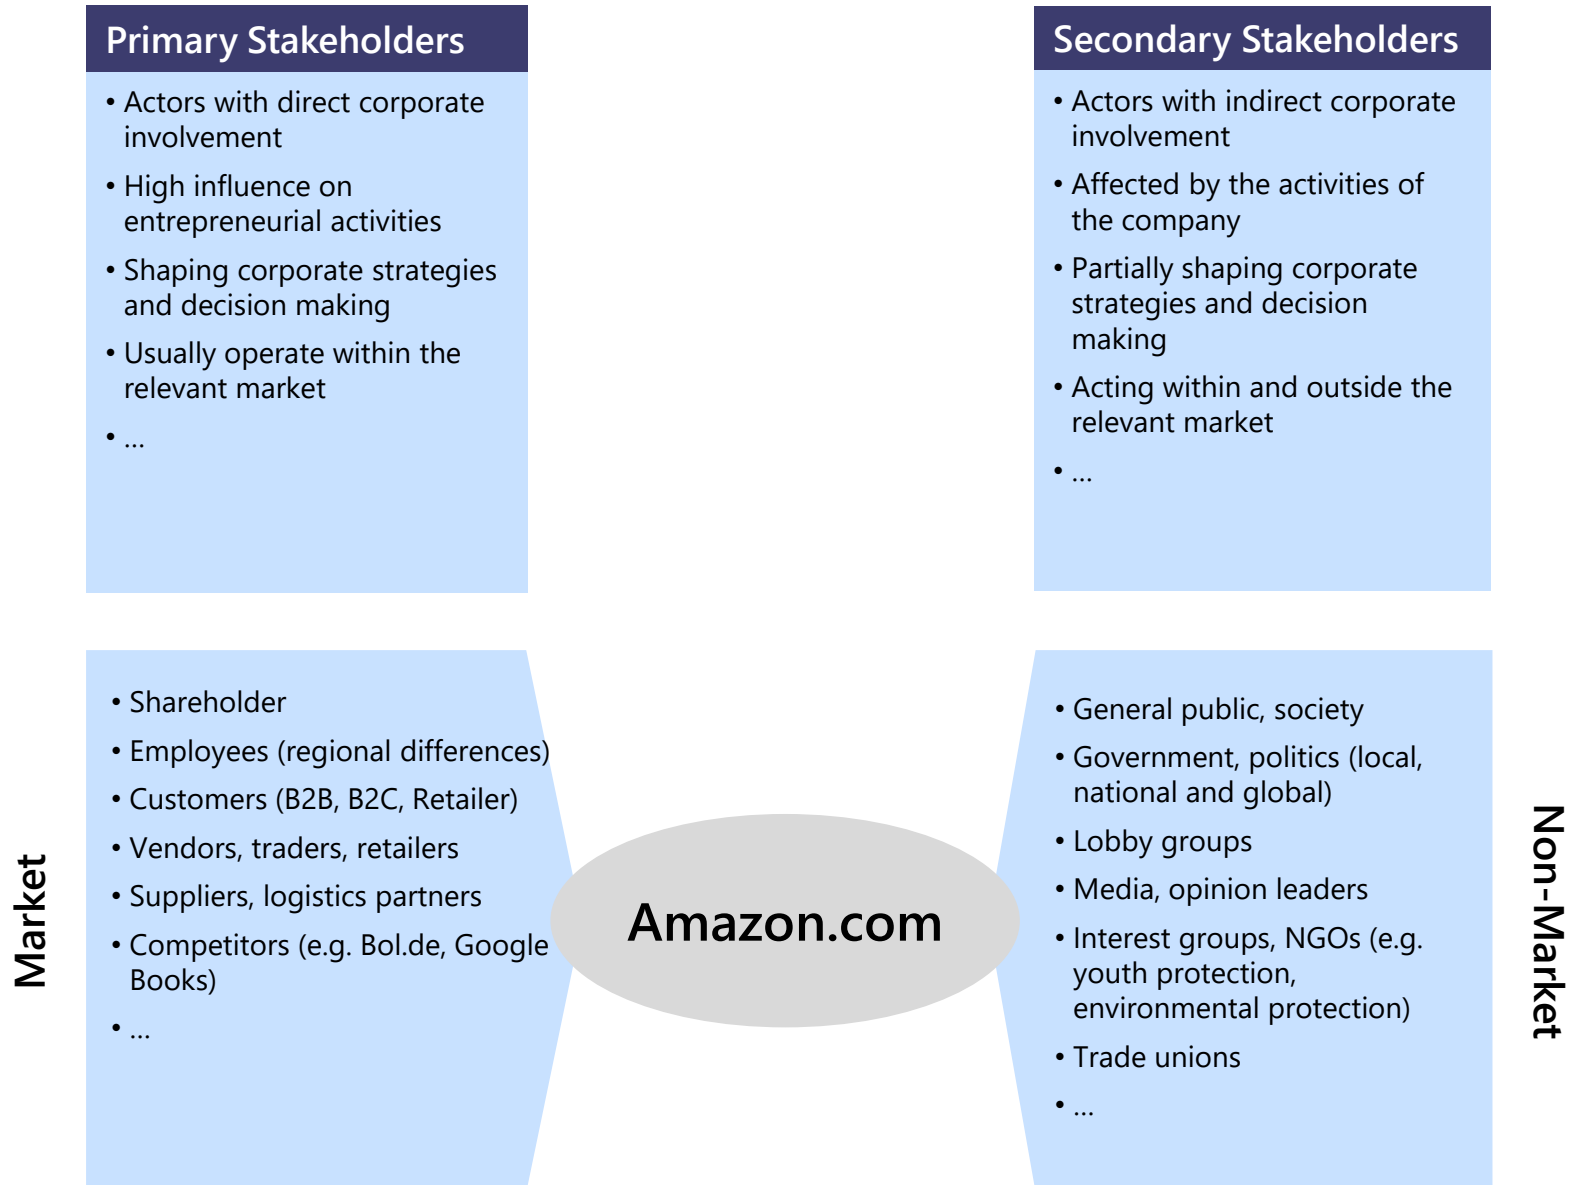 Primary Stakeholders
• Actors with direct corporate
involvement
• High influence on
entrepreneurial activities
• Shaping corporate strategies
and decision making
• Usually operate within the
relevant market
• ...
Secondary Stakeholders
• Actors with indirect corporate
involvement
• Affected by the activities of
the company
• Partially shaping corporate
strategies and decision
making
• Acting within and outside the
relevant market
• ...
Market
• Shareholder
• Employees (regional differences)
• Customers (B2B, B2C, Retailer)
• Vendors, traders, retailers
• Suppliers, logistics partners
• Competitors (e.g. Bol.de, Google
Books)
• ...
Amazon.com
• General public, society
• Government, politics (local,
national and global)
• Lobby groups
• Media, opinion leaders
• Interest groups, NGOs (e.g.
youth protection,
environmental protection)
• Trade unions
• ...
Non-Market